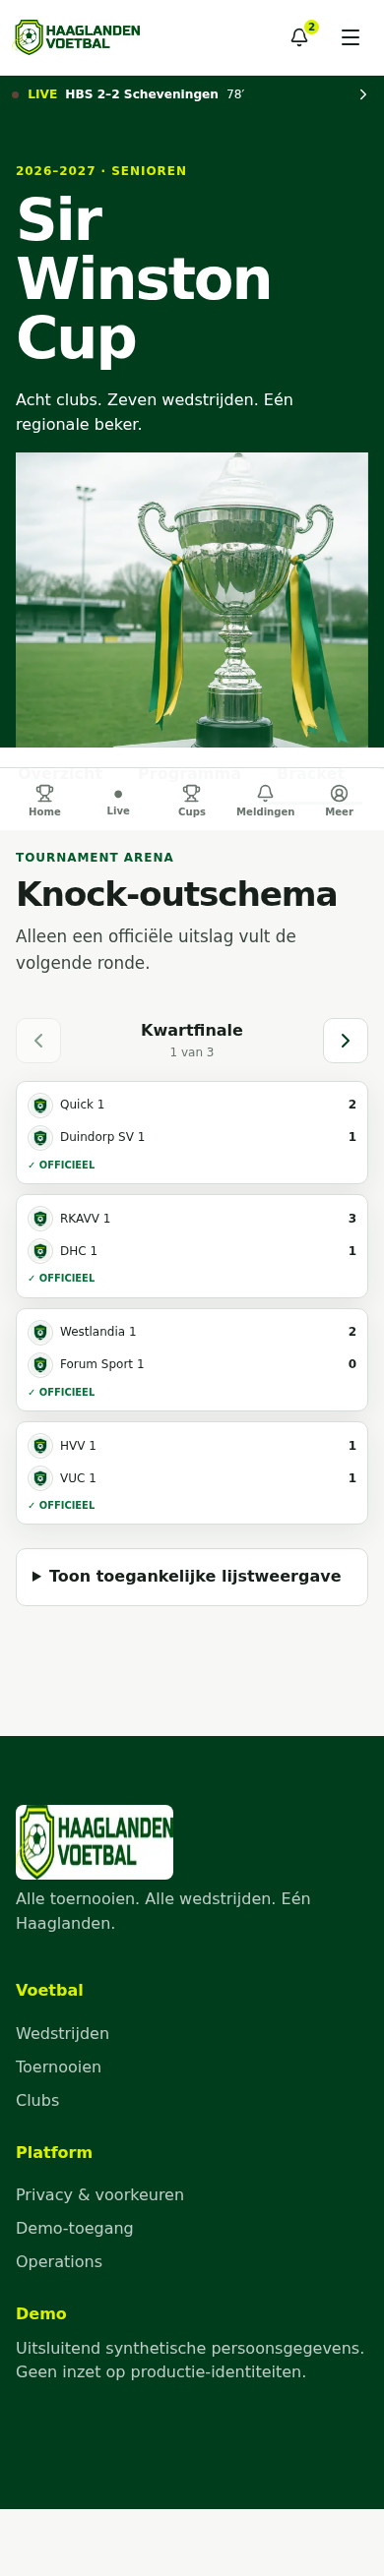 HAAGLANDEN
VOETBAL
2
LIVE HBS 2–2 Scheveningen 78′
2026–2027 · SENIOREN
Sir
Winston
Cup
Acht clubs. Zeven wedstrijden. Eén
regionale beker.
Overzicht Programma Bracket
Home Live Cups Meldingen Meer
TOURNAMENT ARENA
Knock-outschema
Alleen een officiële uitslag vult de
volgende ronde.
Kwartfinale
1 van 3
Quick 1 2
Duindorp SV 1 1
✓ OFFICIEEL
RKAVV 1 3
DHC 1 1
✓ OFFICIEEL
Westlandia 1 2
Forum Sport 1 0
✓ OFFICIEEL
HVV 1 1
VUC 1 1
✓ OFFICIEEL
Toon toegankelijke lijstweergave
HAAGLANDEN
VOETBAL
Alle toernooien. Alle wedstrijden. Eén
Haaglanden.
Voetbal
Wedstrijden
Toernooien
Clubs
Platform
Privacy & voorkeuren
Demo-toegang
Operations
Demo
Uitsluitend synthetische persoonsgegevens.
Geen inzet op productie-identiteiten.